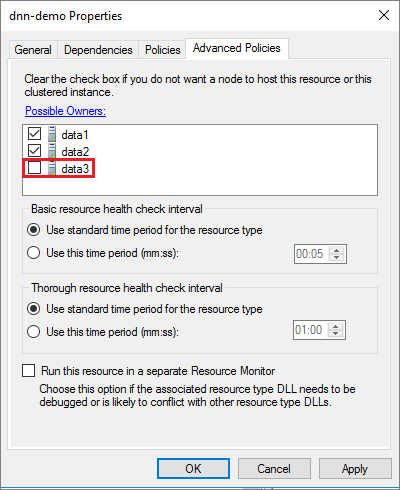 dnn-demo Properties
General Dependencies Policies Advanced Policies
Clear the check box if you do not want a node to host this resource or this
clustered instance.
Possible Owners:
data1
data2
data3
Basic resource health check interval
Use standard time period for the resource type
Use this time period (mm:ss): 00:05
Thorough resource health check interval
Use standard time period for the resource type
Use this time period (mm:ss): 01:00
Run this resource in a separate Resource Monitor
Choose this option if the associated resource type DLL needs to be
debugged or is likely to conflict with other resource type DLLs.
OK Cancel Apply